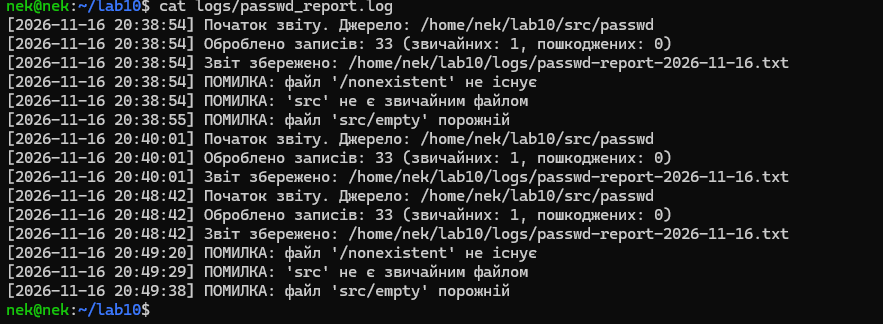 nek@nek:~/lab10$ cat logs/passwd_report.log
[2026-11-16 20:38:54] Початок звіту. Джерело: /home/nek/lab10/src/passwd
[2026-11-16 20:38:54] Оброблено записів: 33 (звичайних: 1, пошкоджених: 0)
[2026-11-16 20:38:54] Звіт збережено: /home/nek/lab10/logs/passwd-report-2026-11-16.txt
[2026-11-16 20:38:54] ПОМИЛКА: файл '/nonexistent' не існує
[2026-11-16 20:38:54] ПОМИЛКА: 'src' не є звичайним файлом
[2026-11-16 20:38:55] ПОМИЛКА: файл 'src/empty' порожній
[2026-11-16 20:40:01] Початок звіту. Джерело: /home/nek/lab10/src/passwd
[2026-11-16 20:40:01] Оброблено записів: 33 (звичайних: 1, пошкоджених: 0)
[2026-11-16 20:40:01] Звіт збережено: /home/nek/lab10/logs/passwd-report-2026-11-16.txt
[2026-11-16 20:48:42] Початок звіту. Джерело: /home/nek/lab10/src/passwd
[2026-11-16 20:48:42] Оброблено записів: 33 (звичайних: 1, пошкоджених: 0)
[2026-11-16 20:48:42] Звіт збережено: /home/nek/lab10/logs/passwd-report-2026-11-16.txt
[2026-11-16 20:49:20] ПОМИЛКА: файл '/nonexistent' не існує
[2026-11-16 20:49:29] ПОМИЛКА: 'src' не є звичайним файлом
[2026-11-16 20:49:38] ПОМИЛКА: файл 'src/empty' порожній
nek@nek:~/lab10$